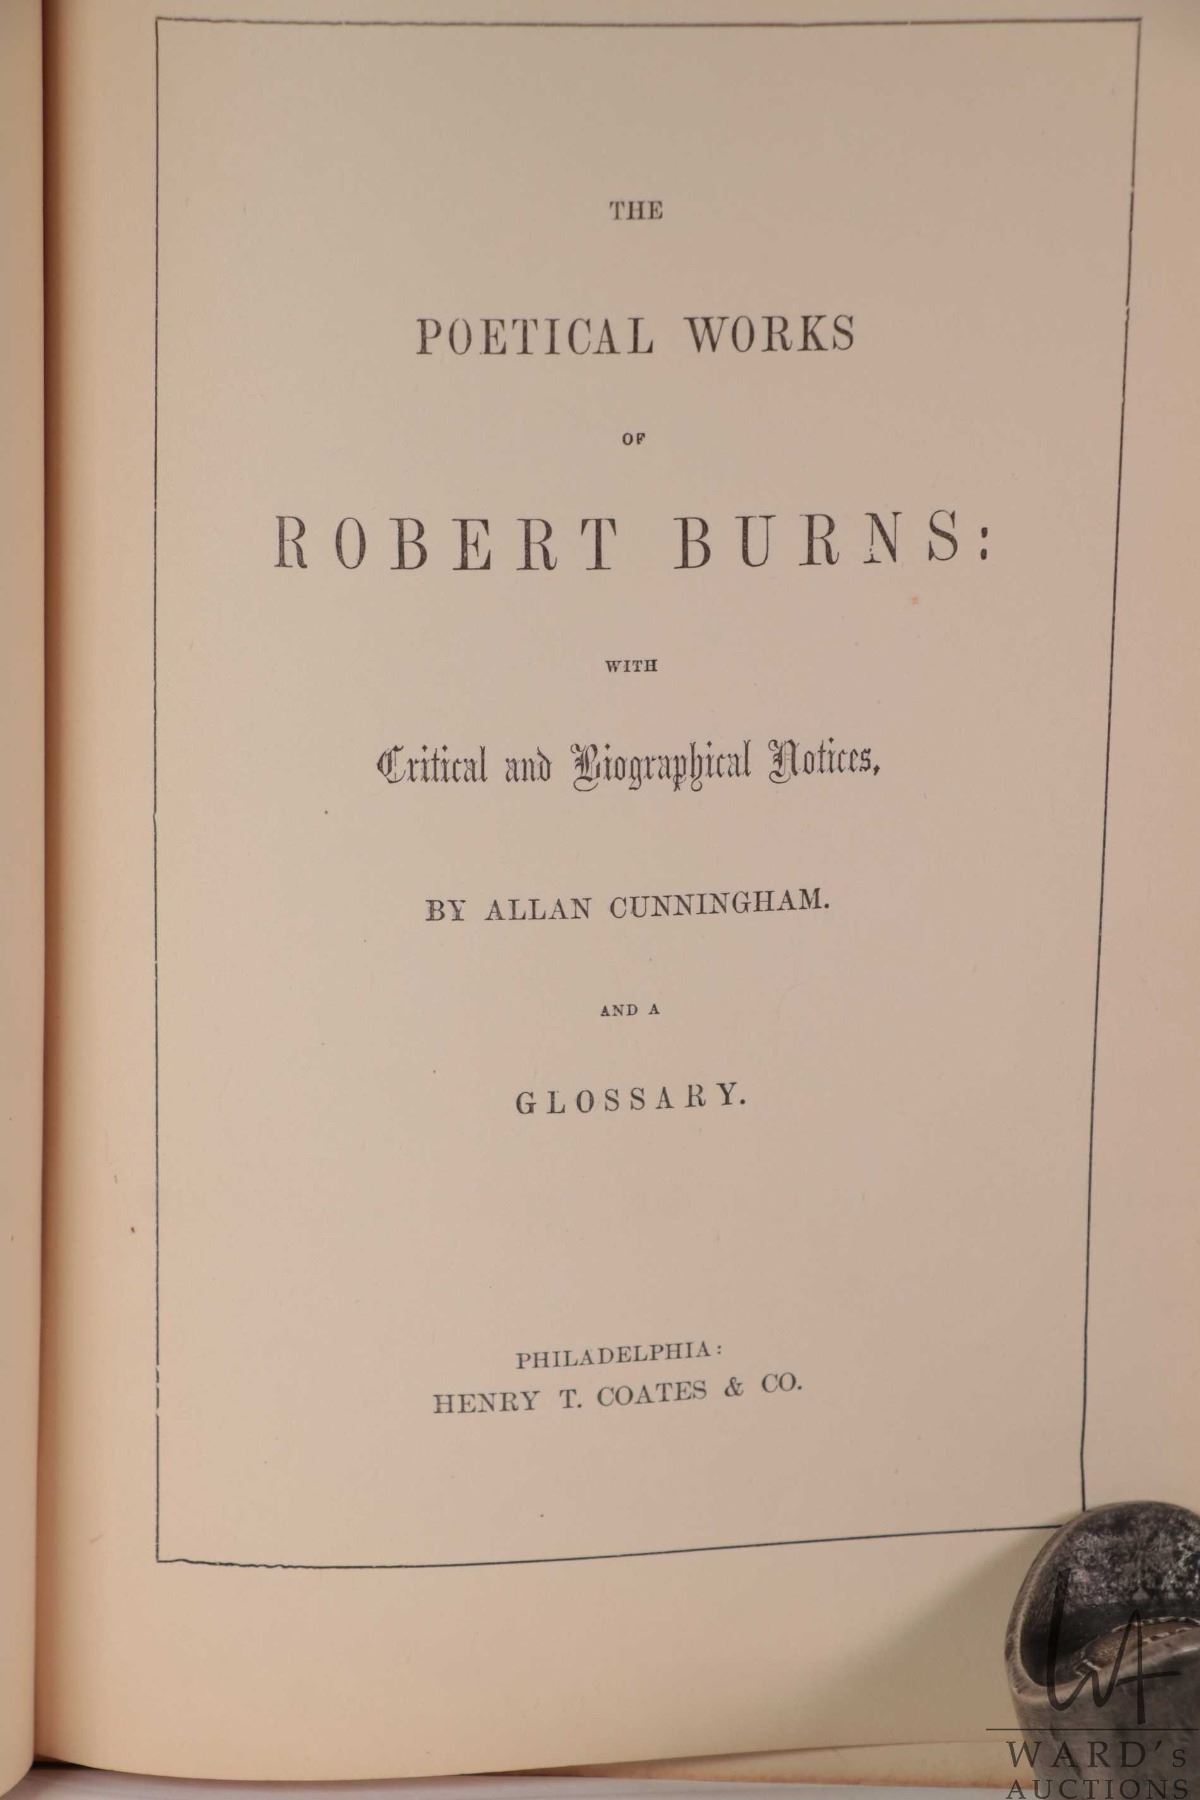 THE
POETICAL WORKS
OF
ROBERT BURNS:
WITH
Critical and Biographical Notices,
BY ALLAN CUNNINGHAM.
AND A
GLOSSARY.
PHILADELPHIA:
HENRY T. COATES & CO.
WA
WARD's
AUCTIONS